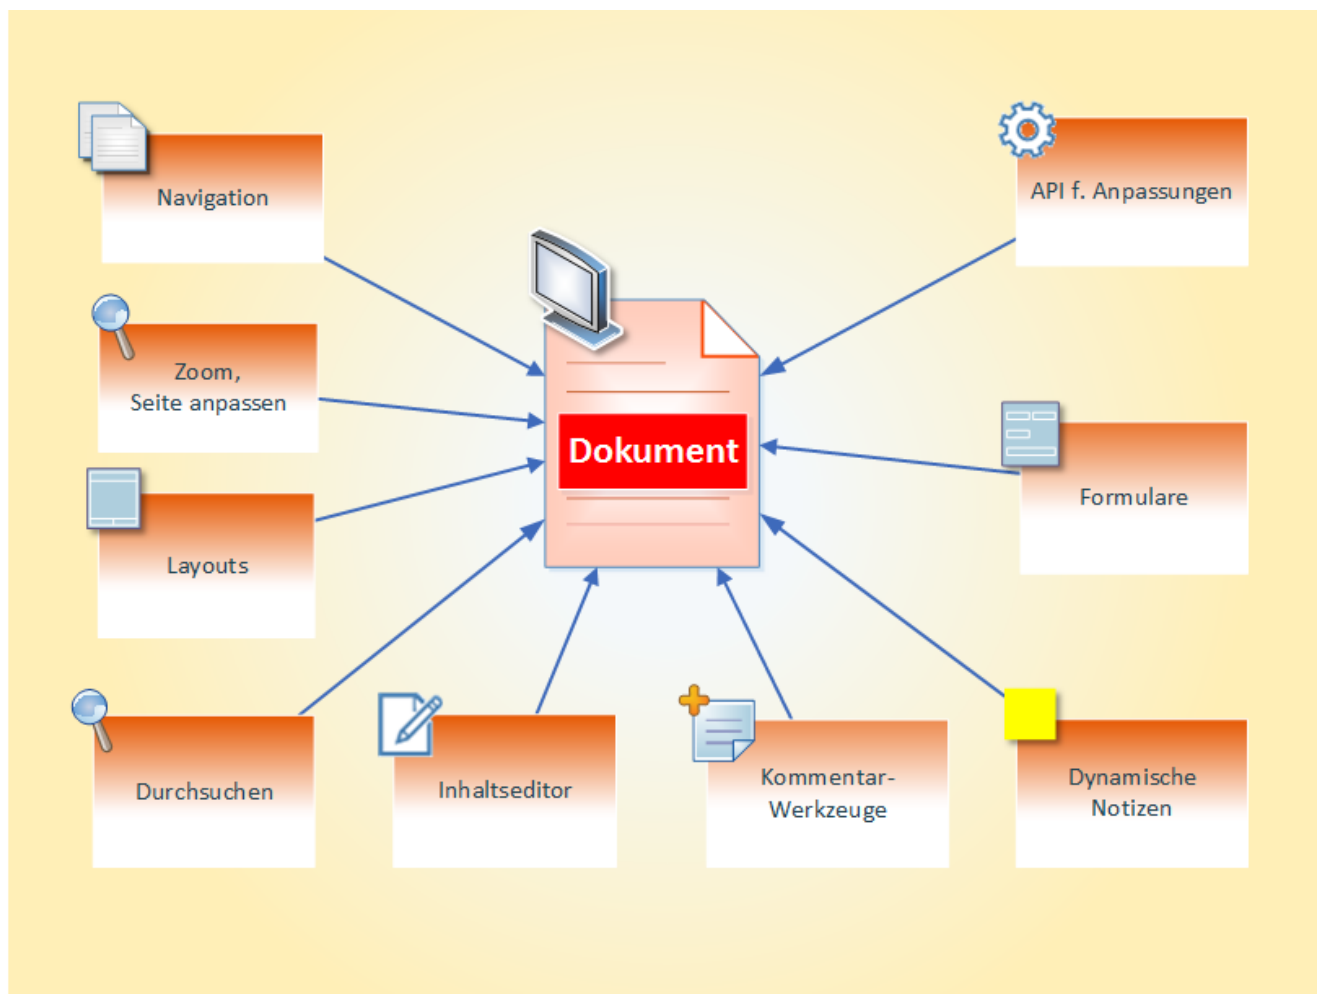 Navigation
API f. Anpassungen
Zoom,
Seite anpassen
Dokument
Formulare
Layouts
Durchsuchen
Inhaltseditor
Kommentar-
Werkzeuge
Dynamische
Notizen